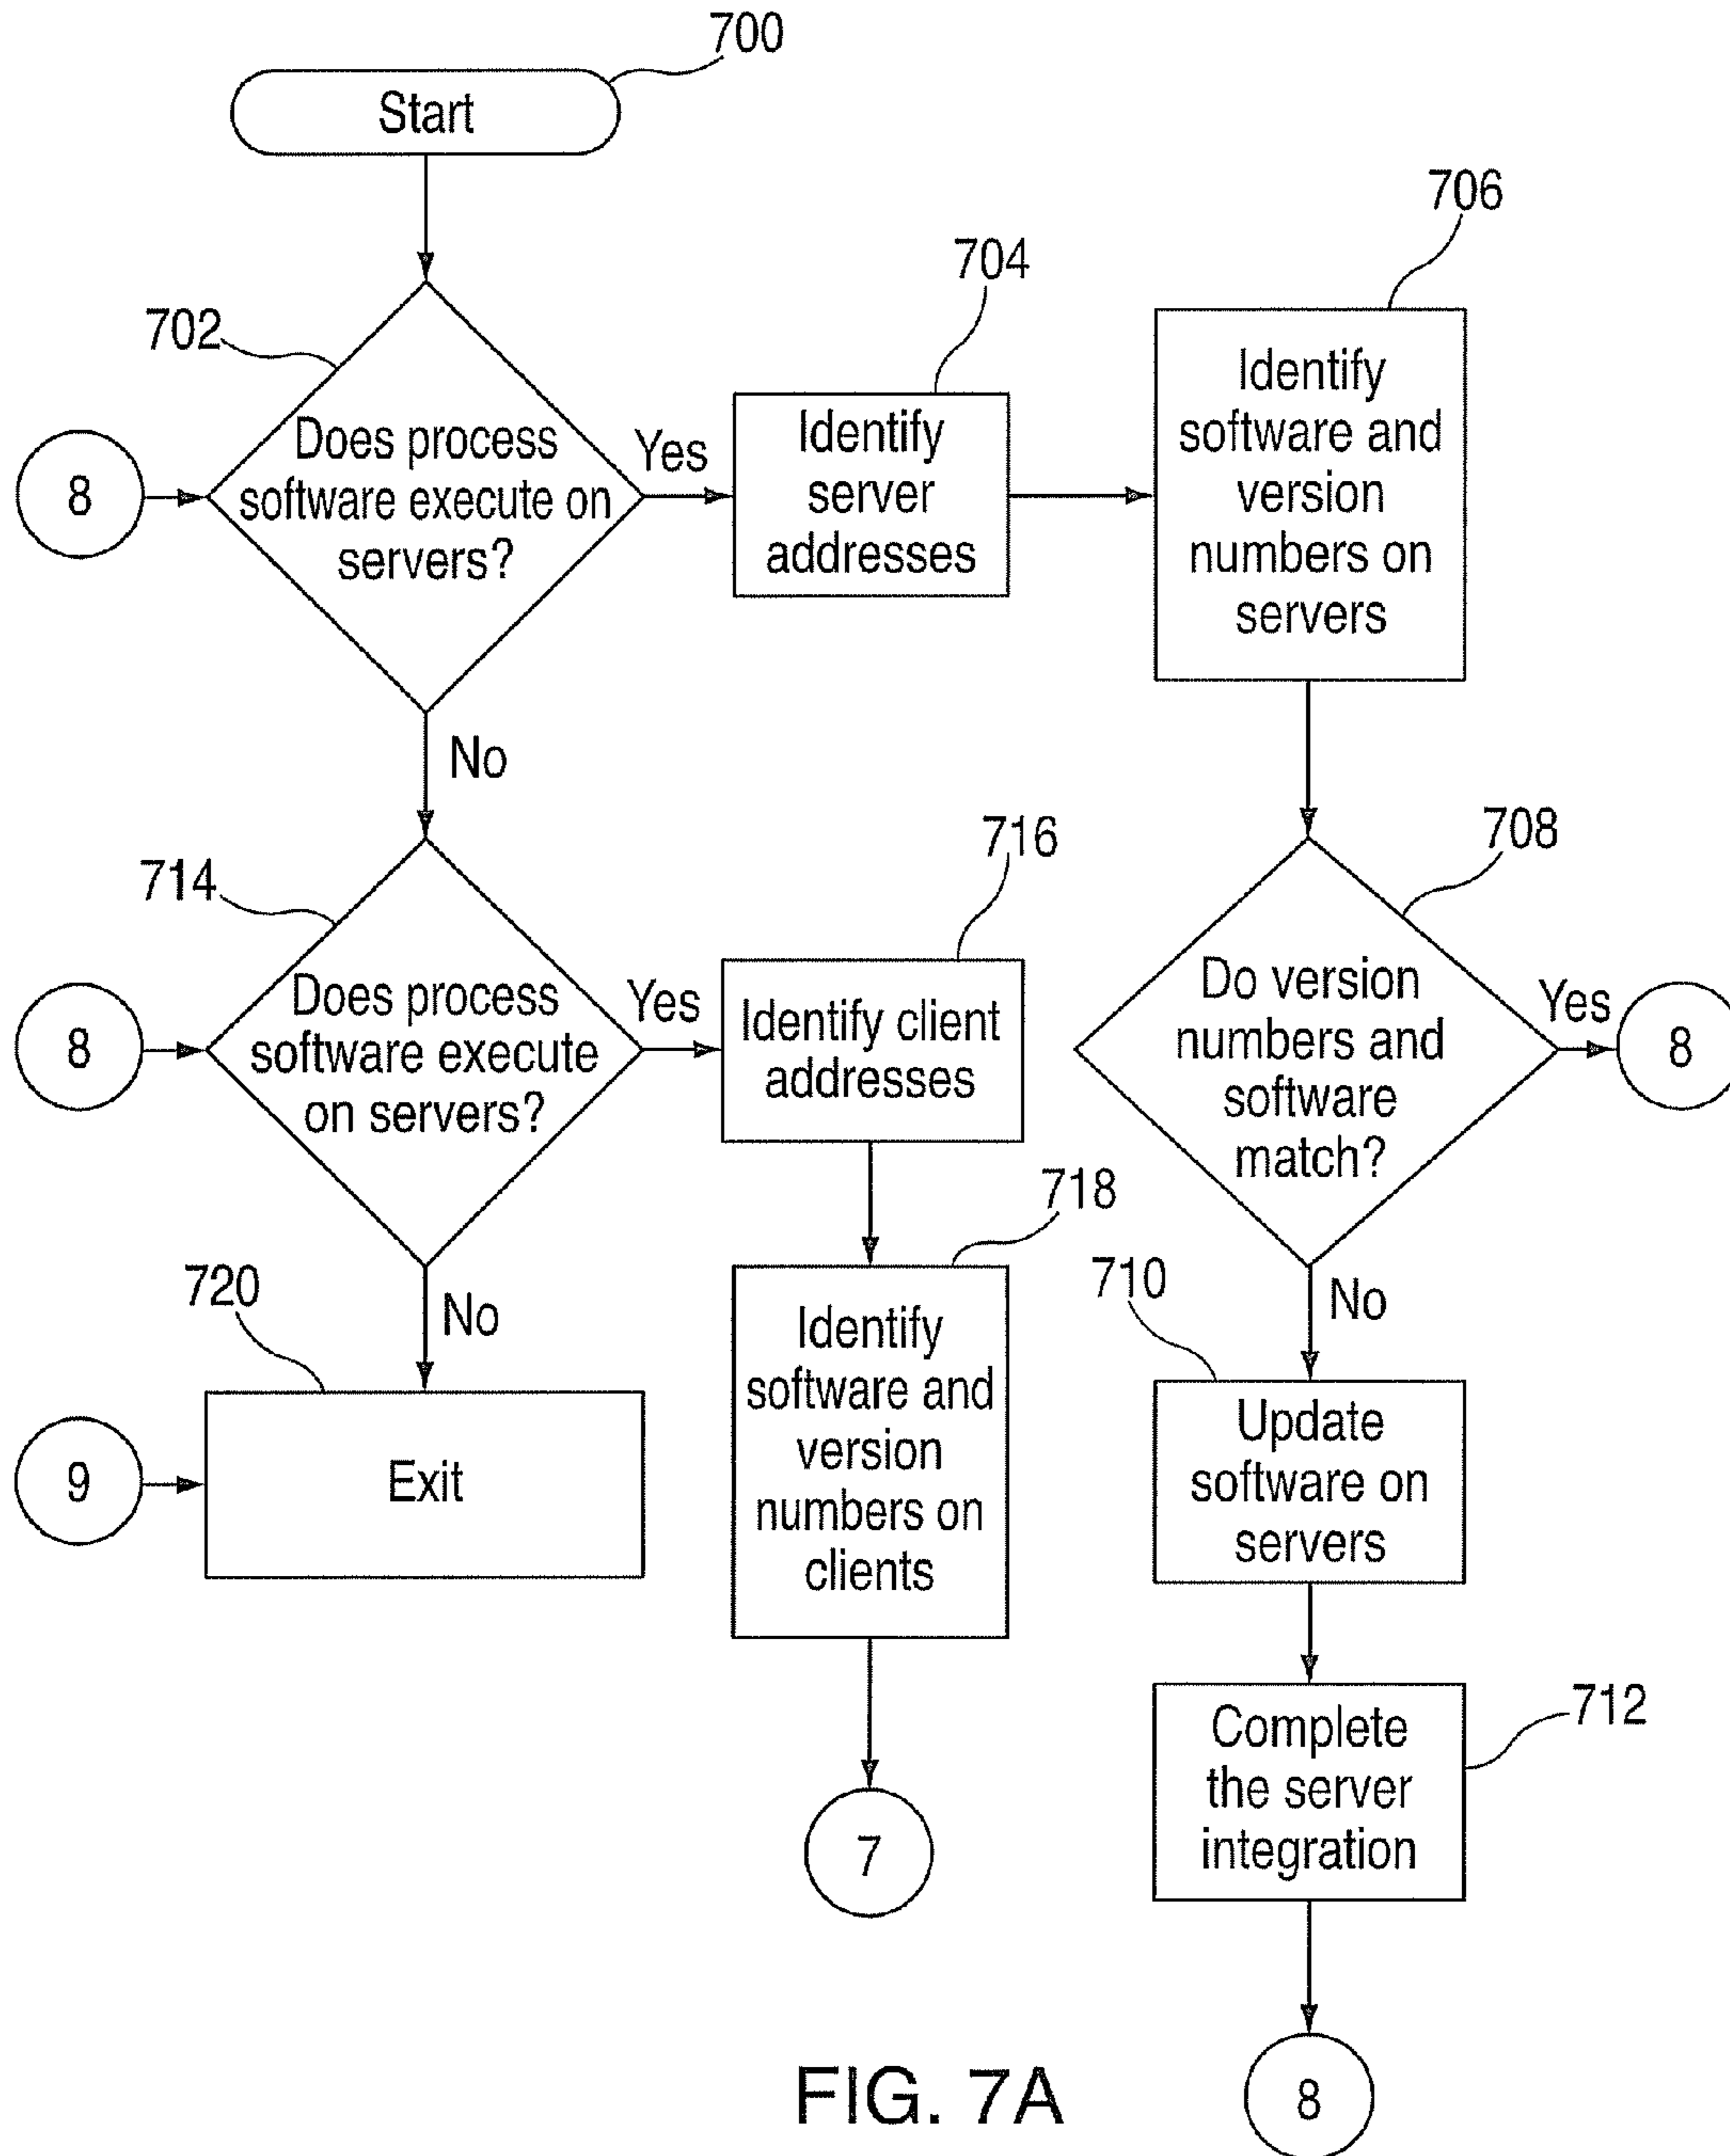 700
Start
706
704
702
Identify
software and
version
numbers on
servers
Does process
software execute on
servers?
8
Yes
Identify
server
addresses
No
708
716
714
Does process
software execute
on servers?
8
Yes
Identify client
addresses
Do version
numbers and
software
match?
Yes
8
718
710
720
No
No
Identify
software and
version
numbers on
clients
9
Exit
Update
software on
servers
712
Complete
the server
integration
7
8
FIG. 7A